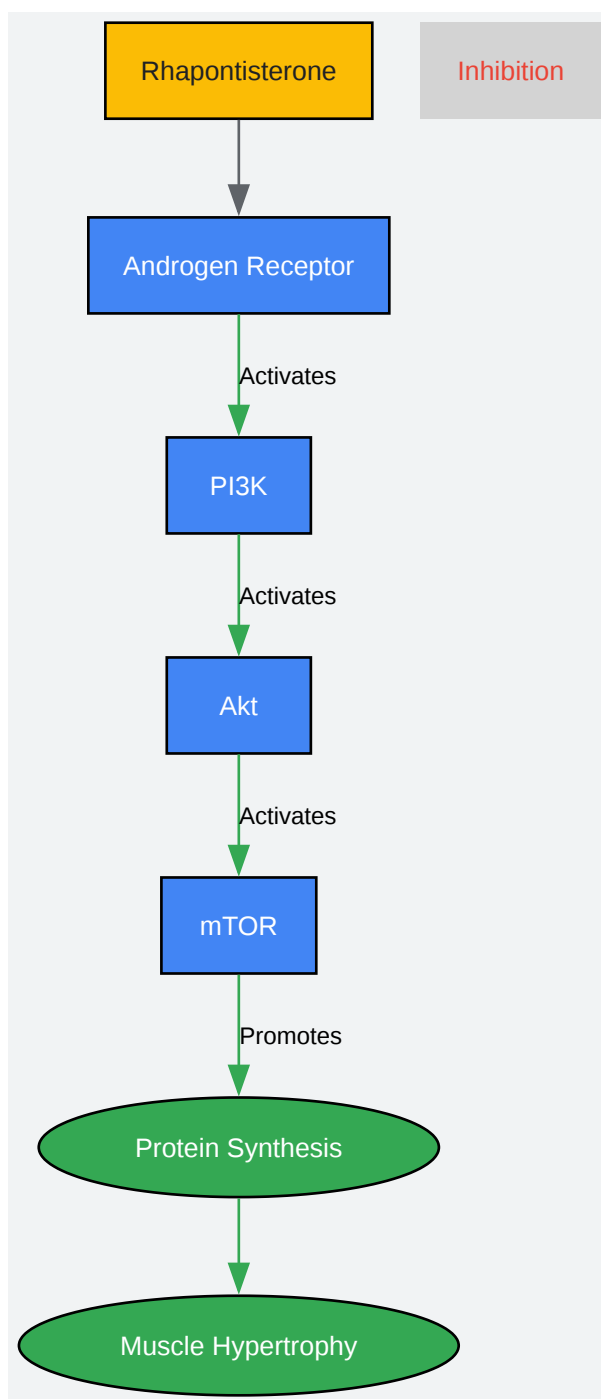 Rhapontisterone
Inhibition
Androgen Receptor
Activates
PI3K
Activates
Akt
Activates
mTOR
Promotes
Protein Synthesis
Muscle Hypertrophy